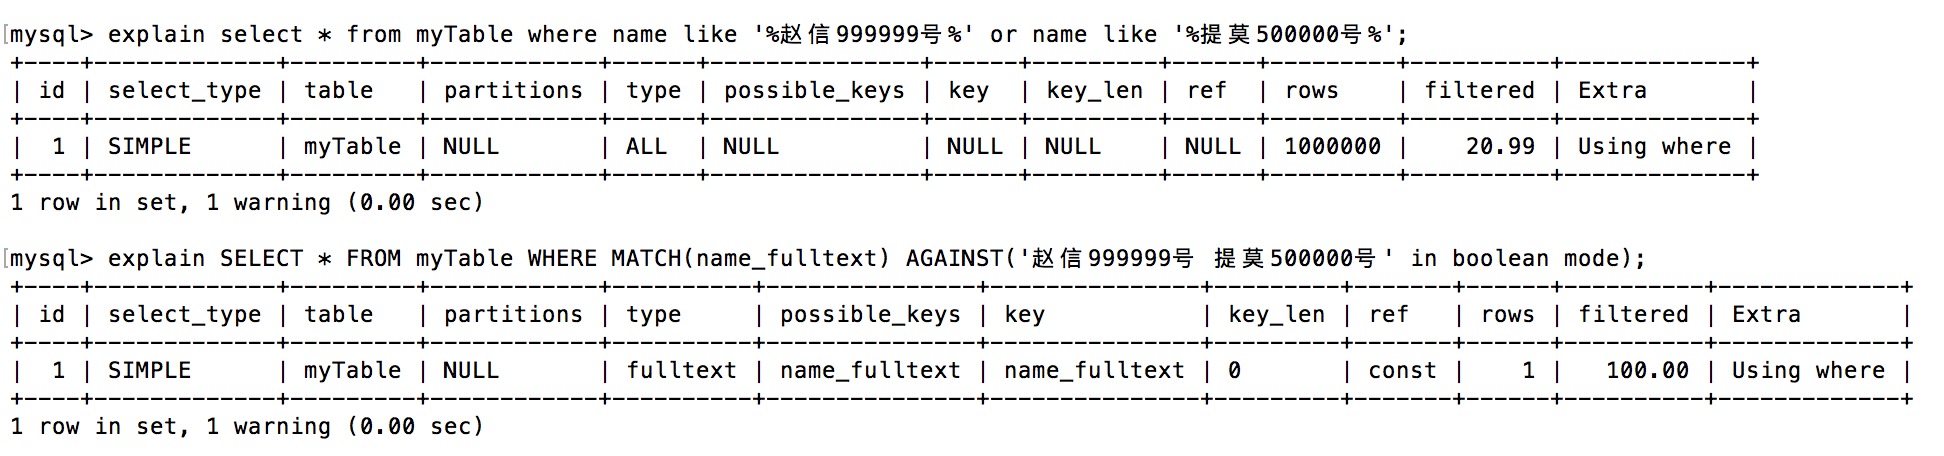 mysql> explain select * from myTable where name like '%赵信999999号%' or name like '%提莫500000号%';
+----+-------------+---------+------------+------+---------------+------+---------+------+---------+----------+-------------+
| id | select_type | table   | partitions | type | possible_keys | key  | key_len | ref  | rows    | filtered | Extra       |
+----+-------------+---------+------------+------+---------------+------+---------+------+---------+----------+-------------+
|  1 | SIMPLE      | myTable | NULL       | ALL  | NULL          | NULL | NULL    | NULL | 1000000 |    20.99 | Using where |
+----+-------------+---------+------------+------+---------------+------+---------+------+---------+----------+-------------+
1 row in set, 1 warning (0.00 sec)
mysql> explain SELECT * FROM myTable WHERE MATCH(name_fulltext) AGAINST('赵信999999号 提莫500000号' in boolean mode);
+----+-------------+---------+------------+----------+---------------+---------------+---------+-------+------+----------+-------------+
| id | select_type | table   | partitions | type     | possible_keys | key           | key_len | ref   | rows | filtered | Extra       |
+----+-------------+---------+------------+----------+---------------+---------------+---------+-------+------+----------+-------------+
|  1 | SIMPLE      | myTable | NULL       | fulltext | name_fulltext | name_fulltext | 0       | const |    1 |   100.00 | Using where |
+----+-------------+---------+------------+----------+---------------+---------------+---------+-------+------+----------+-------------+
1 row in set, 1 warning (0.00 sec)